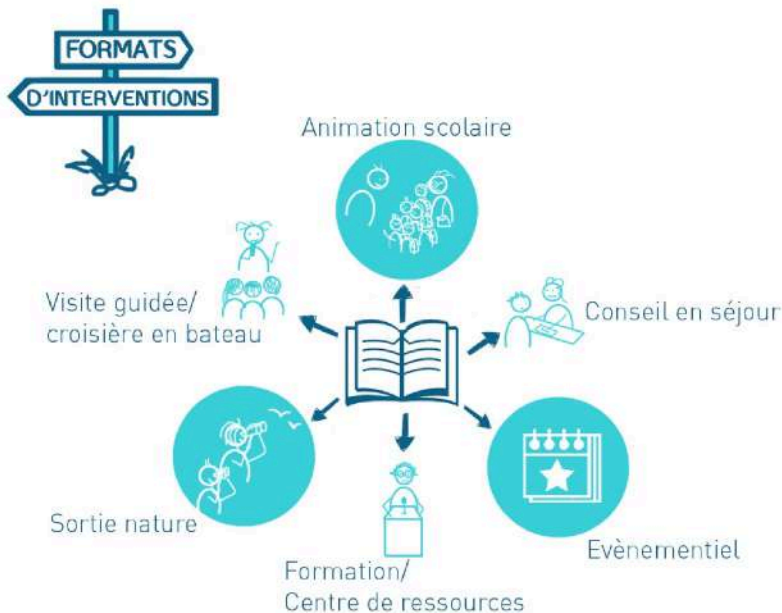 FORMATS
D'INTERVENTIONS
Animation scolaire
Visite guidée/
croisière en bateau
Conseil en séjour
Sortie nature
Evènementiel
Formation/
Centre de ressources